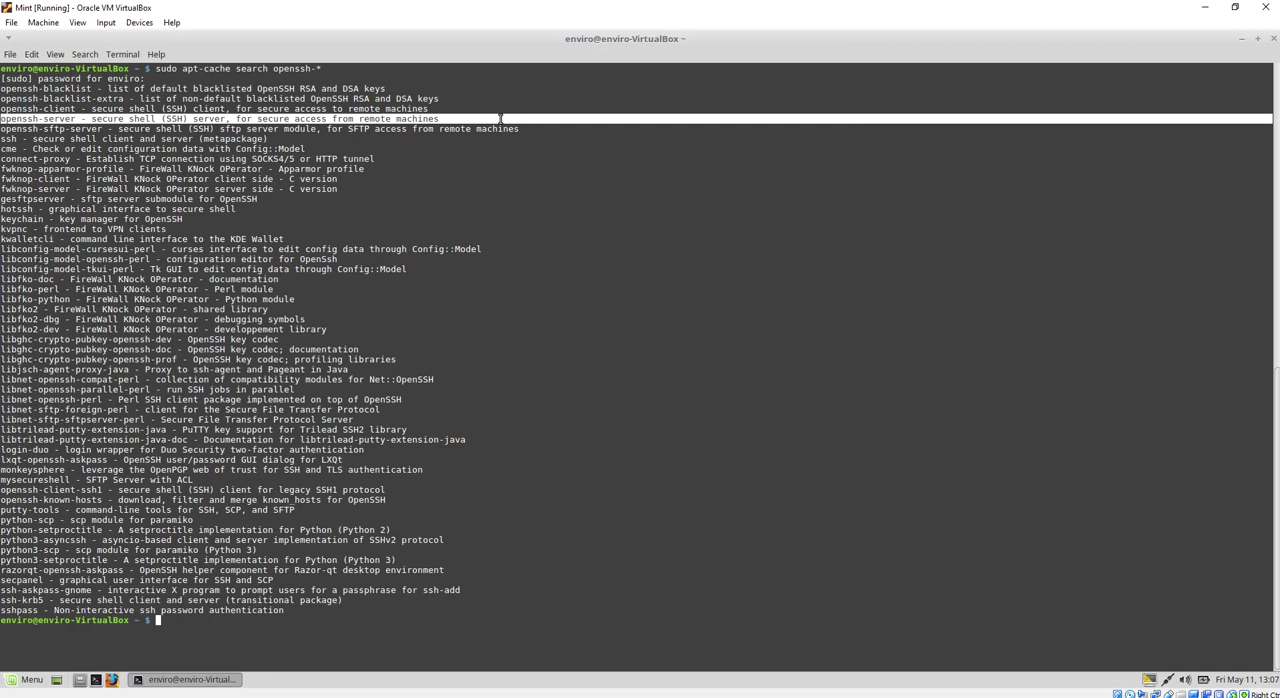 Mint [Running] - Oracle VM VirtualBox
File Machine View Input Devices Help
enviro@enviro-VirtualBox ~
File Edit View Search Terminal Help
enviro@enviro-VirtualBox ~ $ sudo apt-cache search openssh-*
[sudo] password for enviro:
openssh-blacklist - list of default blacklisted OpenSSH RSA and DSA keys
openssh-blacklist-extra - list of non-default blacklisted OpenSSH RSA and DSA keys
openssh-client - secure shell (SSH) client, for secure access to remote machines
openssh-server - secure shell (SSH) server, for secure access from remote machines
openssh-sftp-server - secure shell (SSH) sftp server module, for SFTP access from remote machines
ssh - secure shell client and server (metapackage)
cme - Check or edit configuration data with Config::Model
connect-proxy - Establish TCP connection using SOCKS4/5 or HTTP tunnel
fwknop-apparmor-profile - FireWall KNock OPerator - Apparmor profile
fwknop-client - FireWall KNock OPerator client side - C version
fwknop-server - FireWall KNock OPerator server side - C version
gesftpserver - sftp server submodule for OpenSSH
hotssh - graphical interface to secure shell
keychain - key manager for OpenSSH
kvpnc - frontend to VPN clients
kwalletcli - command line interface to the KDE Wallet
libconfig-model-cursesui-perl - curses interface to edit config data through Config::Model
libconfig-model-openssh-perl - configuration editor for OpenSsh
libconfig-model-tkui-perl - Tk GUI to edit config data through Config::Model
libfko-doc - FireWall KNock OPerator - documentation
libfko-perl - FireWall KNock OPerator - Perl module
libfko-python - FireWall KNock OPerator - Python module
libfko2 - FireWall KNock OPerator - shared library
libfko2-dbg - FireWall KNock OPerator - debugging symbols
libfko2-dev - FireWall KNock OPerator - developpement library
libghc-crypto-pubkey-openssh-dev - OpenSSH key codec
libghc-crypto-pubkey-openssh-doc - OpenSSH key codec; documentation
libghc-crypto-pubkey-openssh-prof - OpenSSH key codec; profiling libraries
libjsch-agent-proxy-java - Proxy to ssh-agent and Pageant in Java
libnet-openssh-compat-perl - collection of compatibility modules for Net::OpenSSH
libnet-openssh-parallel-perl - run SSH jobs in parallel
libnet-openssh-perl - Perl SSH client package implemented on top of OpenSSH
libnet-sftp-foreign-perl - client for the Secure File Transfer Protocol
libnet-sftp-sftpserver-perl - Secure File Transfer Protocol Server
libtrilead-putty-extension-java - PuTTY key support for Trilead SSH2 library
libtrilead-putty-extension-java-doc - Documentation for libtrilead-putty-extension-java
login-duo - login wrapper for Duo Security two-factor authentication
lxqt-openssh-askpass - OpenSSH user/password GUI dialog for LXQt
monkeysphere - leverage the OpenPGP web of trust for SSH and TLS authentication
mysecureshell - SFTP Server with ACL
openssh-client-ssh1 - secure shell (SSH) client for legacy SSH1 protocol
openssh-known-hosts - download, filter and merge known_hosts for OpenSSH
putty-tools - command-line tools for SSH, SCP, and SFTP
python-scp - scp module for paramiko
python-setproctitle - A setproctitle implementation for Python (Python 2)
python3-asyncssh - asyncio-based client and server implementation of SSHv2 protocol
python3-scp - scp module for paramiko (Python 3)
python3-setproctitle - A setproctitle implementation for Python (Python 3)
razorqt-openssh-askpass - OpenSSH helper component for Razor-qt desktop environment
secpanel - graphical user interface for SSH and SCP
ssh-askpass-gnome - interactive X program to prompt users for a passphrase for ssh-add
ssh-krb5 - secure shell client and server (transitional package)
sshpass - Non-interactive ssh password authentication
enviro@enviro-VirtualBox ~ $
Menu enviro@enviro-Virtual... Fri May 11, 13:07
Right Ctr